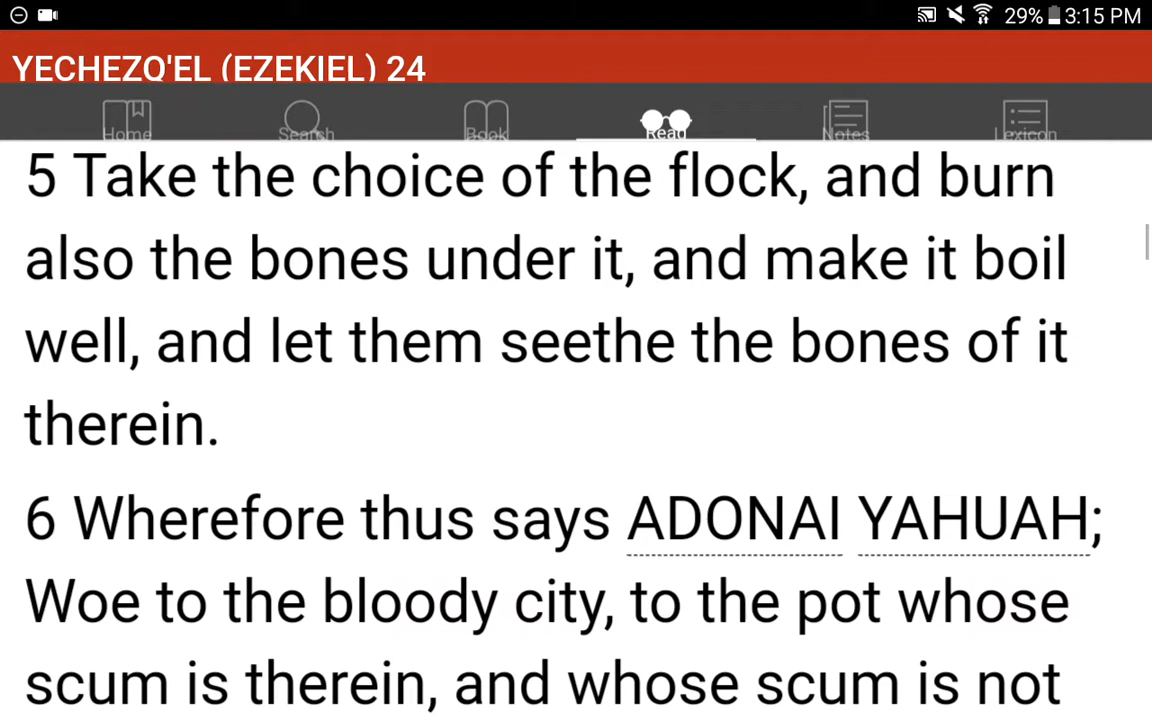 29% 3:15 PM
YECHEZQ'EL (EZEKIEL) 24
Home Search Book Read Notes Lexicon
5 Take the choice of the flock, and burn
also the bones under it, and make it boil
well, and let them seethe the bones of it
therein.
6 Wherefore thus says ADONAI YAHUAH;
Woe to the bloody city, to the pot whose
scum is therein, and whose scum is not